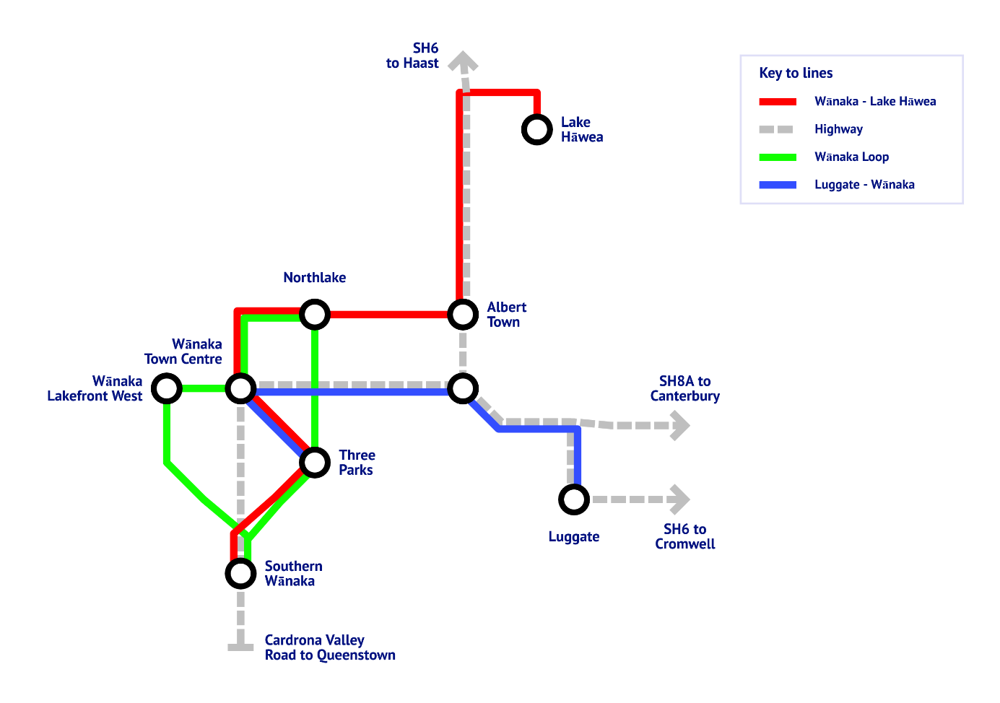 SH6
to Haast
Key to lines
Wānaka - Lake Hāwea
Highway
Wānaka Loop
Luggate - Wānaka
Lake
Hāwea
Northlake
Albert
Town
Wānaka
Town Centre
Wānaka
Lakefront West
SH8A to
Canterbury
Three
Parks
Luggate
SH6 to
Cromwell
Southern
Wānaka
Cardrona Valley
Road to Queenstown